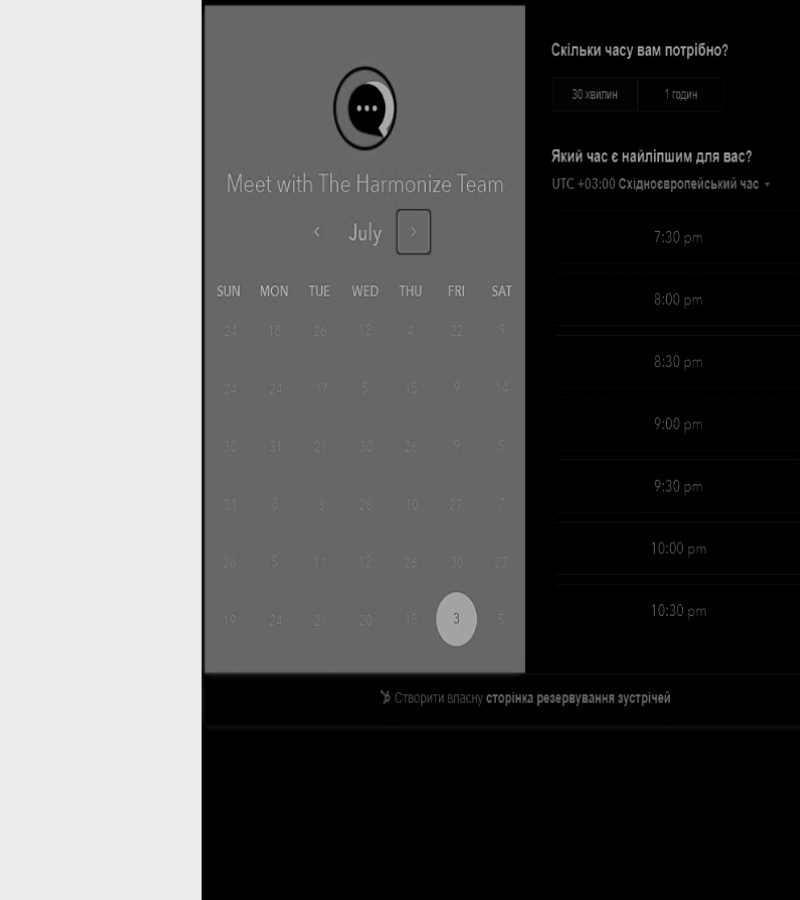 Meet with The Harmonize Team
July
SUN MON TUE WED THU FRI SAT
24 18 26 12 4 22 9
24 24 17 5 15 9 14
30 31 21 30 26 9 5
31 8 3 26 10 27 7
28 5 11 12 26 30 27
19 24 21 20 15 3 5
Скільки часу вам потрібно?
30 хвилин 1 годин
Який час є найліпшим для вас?
UTC +03:00 Східноєвропейський час
7:30 pm
8:00 pm
8:30 pm
9:00 pm
9:30 pm
10:00 pm
10:30 pm
Створити власну сторінка резервування зустрічей